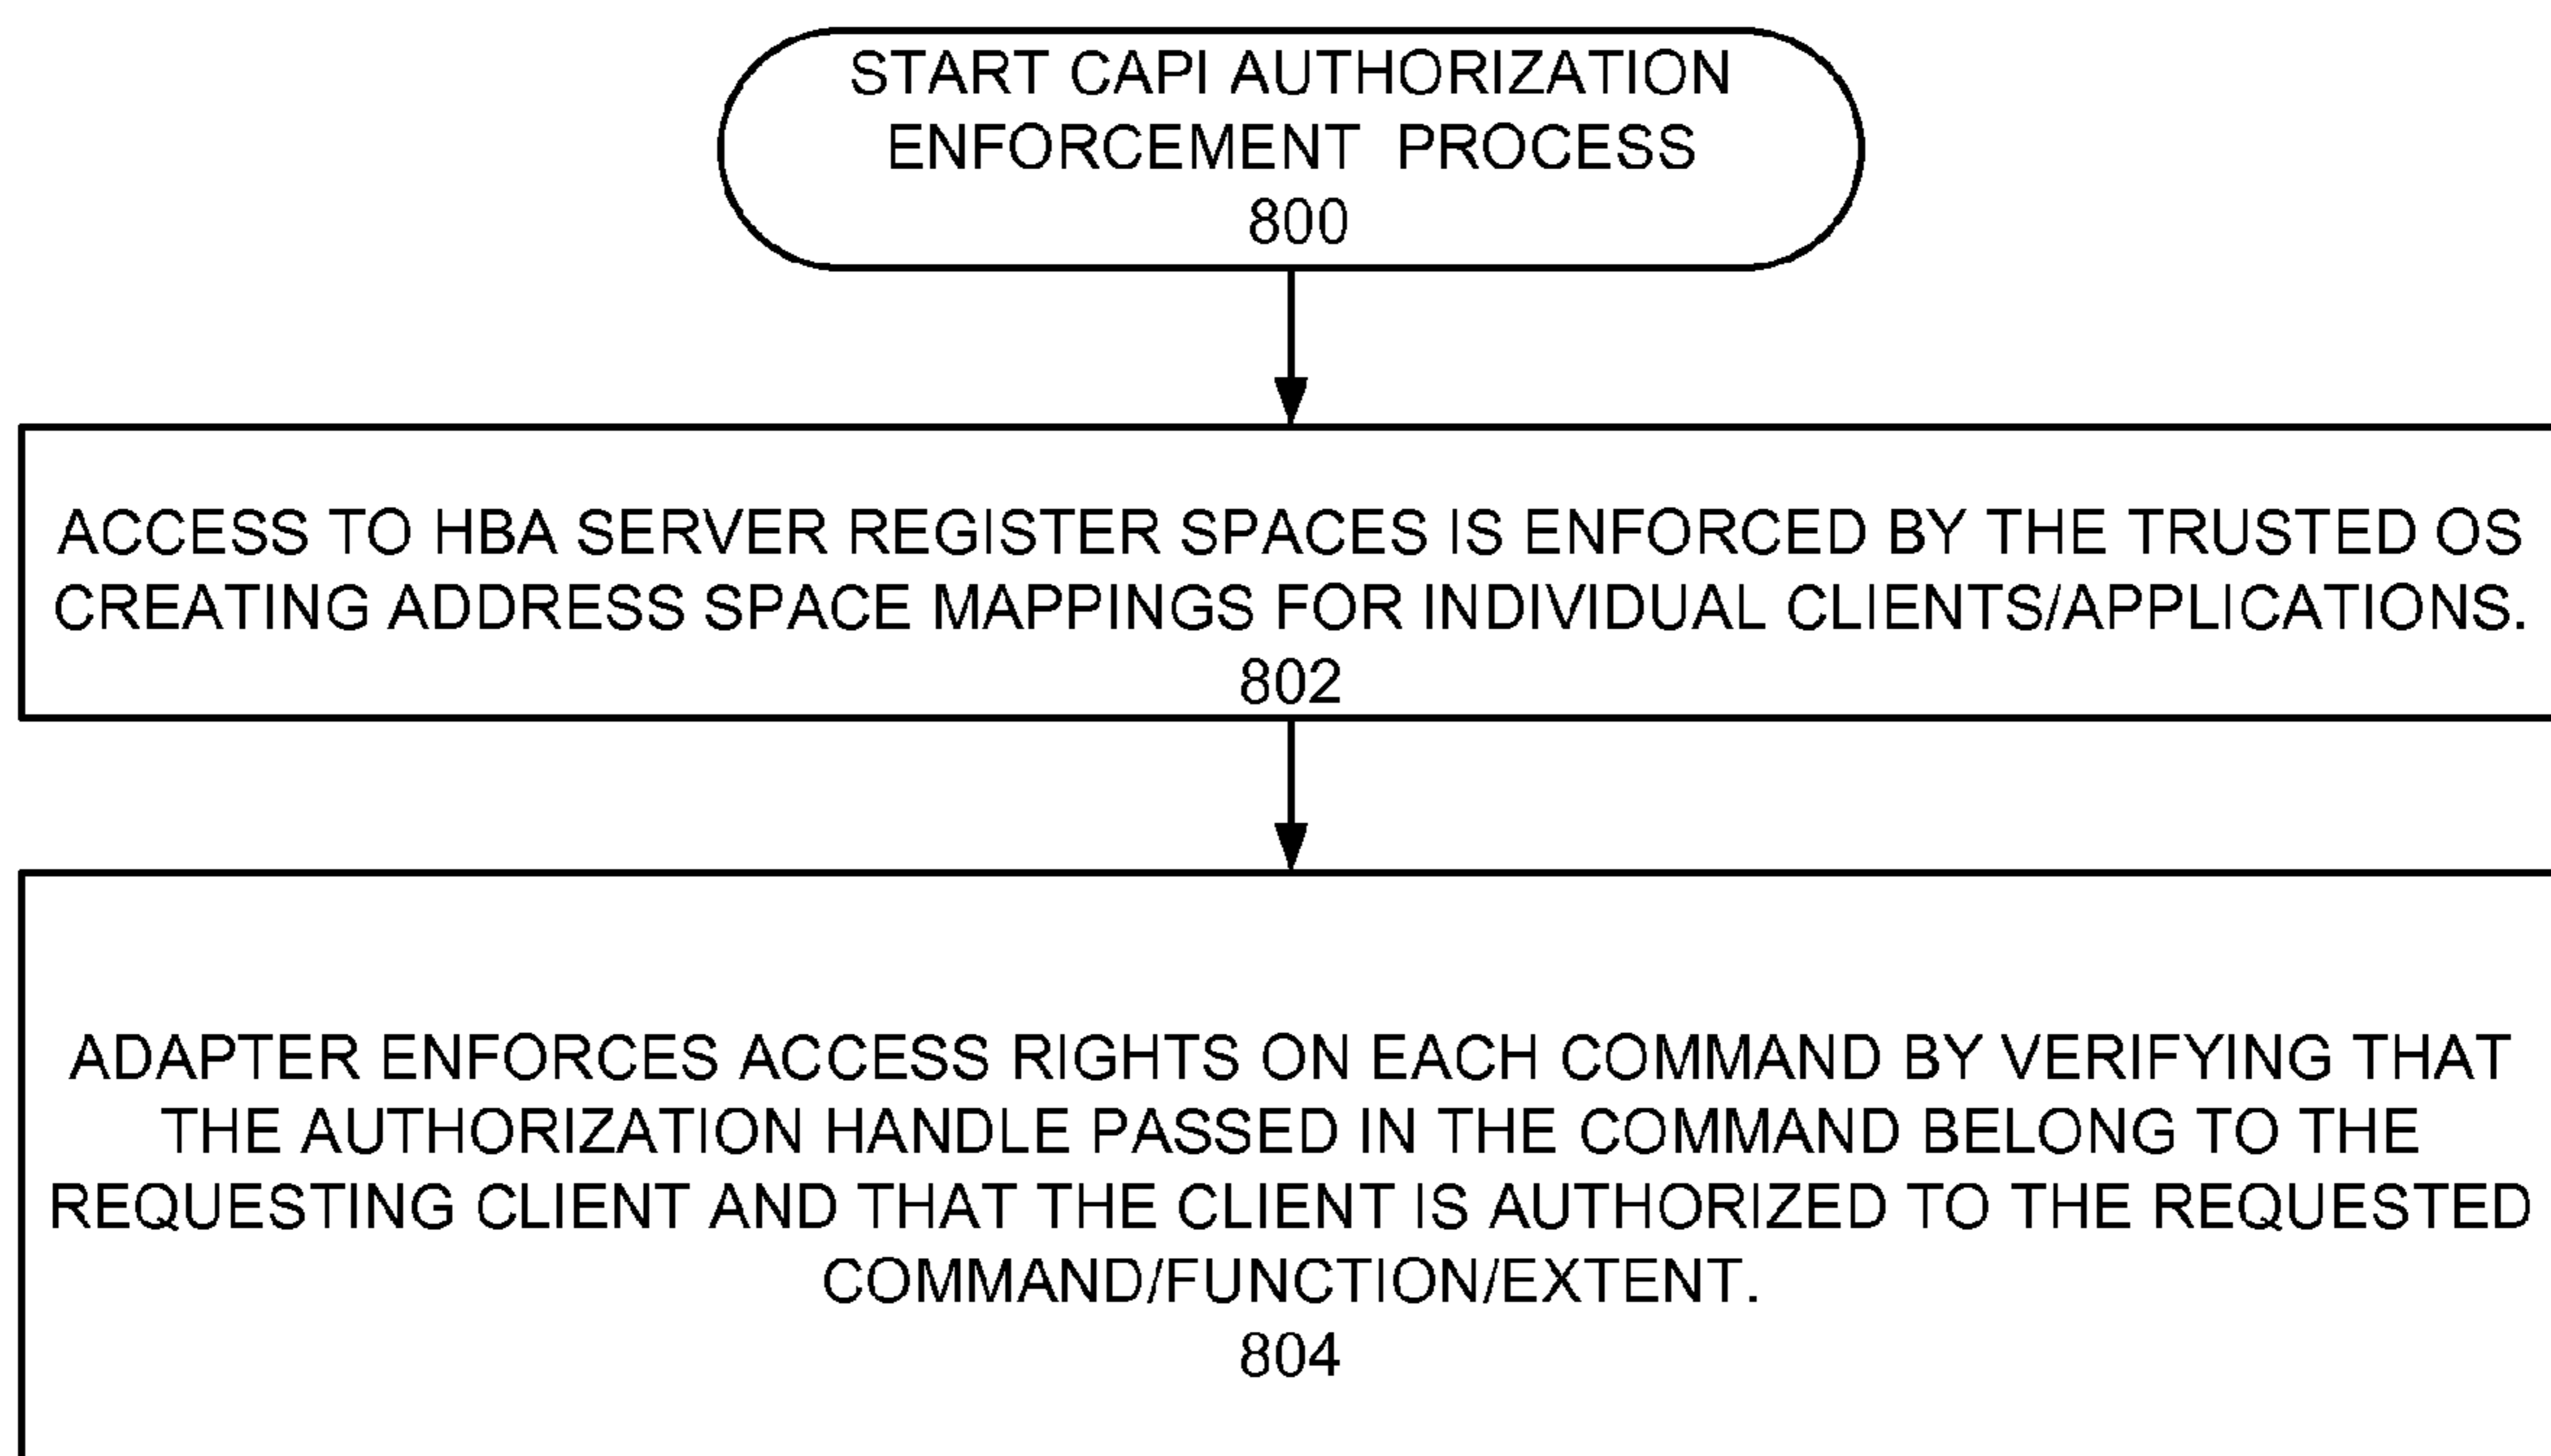 START CAPI AUTHORIZATION
ENFORCEMENT PROCESS
800
ACCESS TO HBA SERVER REGISTER SPACES IS ENFORCED BY THE TRUSTED OS
CREATING ADDRESS SPACE MAPPINGS FOR INDIVIDUAL CLIENTS/APPLICATIONS.
802
ADAPTER ENFORCES ACCESS RIGHTS ON EACH COMMAND BY VERIFYING THAT
THE AUTHORIZATION HANDLE PASSED IN THE COMMAND BELONG TO THE
REQUESTING CLIENT AND THAT THE CLIENT IS AUTHORIZED TO THE REQUESTED
COMMAND/FUNCTION/EXTENT.
804